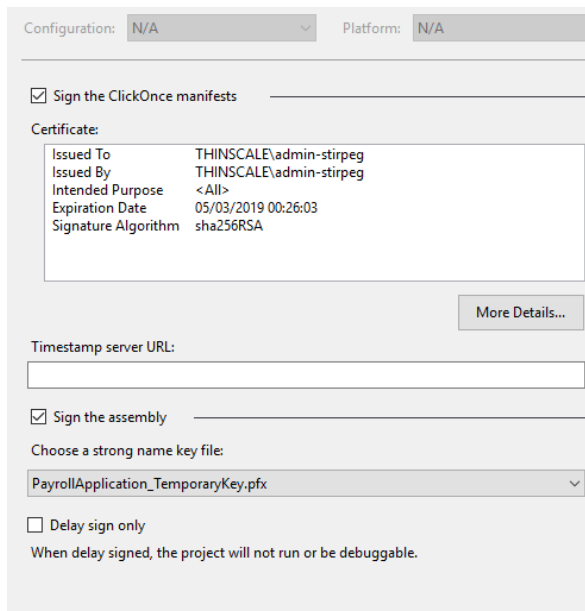 Configuration: N/A Platform: N/A
Sign the ClickOnce manifests
Certificate:
Issued To THINSCALE\admin-stirpeg
Issued By THINSCALE\admin-stirpeg
Intended Purpose <All>
Expiration Date 05/03/2019 00:26:03
Signature Algorithm sha256RSA
More Details...
Timestamp server URL:
Sign the assembly
Choose a strong name key file:
PayrollApplication_TemporaryKey.pfx
Delay sign only
When delay signed, the project will not run or be debuggable.